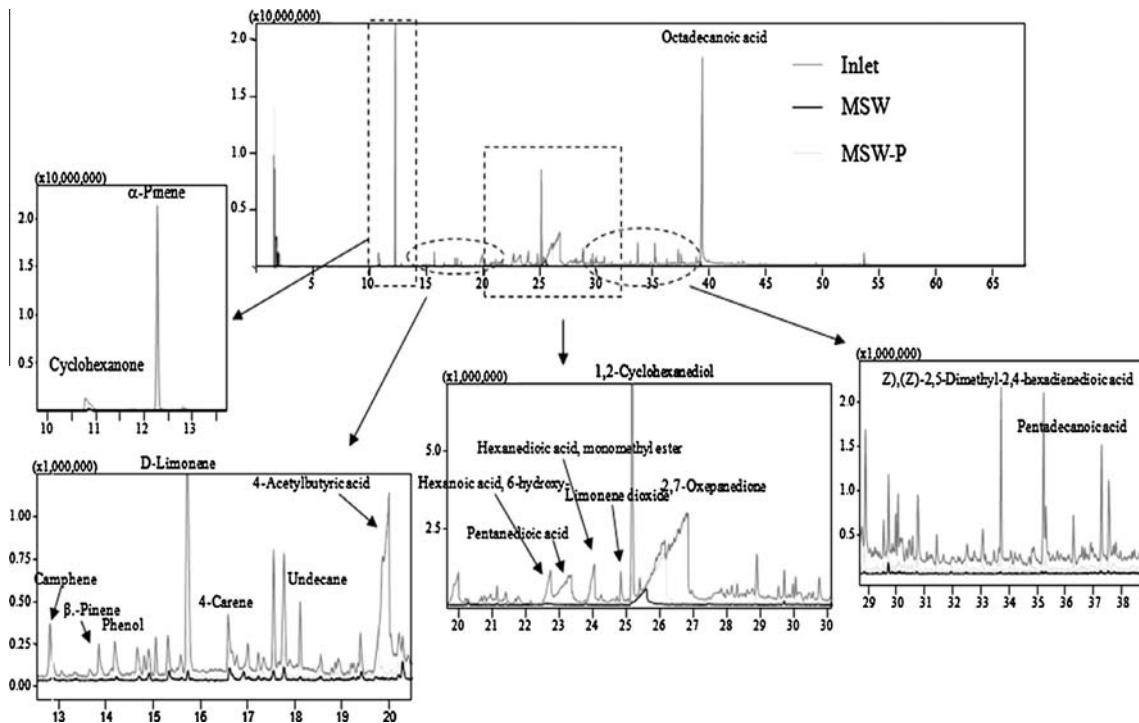 (x10,000,000)
2.0
1.5
1.0
0.5
Octadecanoic acid
Inlet
MSW
MSW-P
5 10 15 20 25 30 35 40 45 50 55 60 65
(x10,000,000)
α-Pinene
2.0
1.5
1.0
0.5
Cyclohexanone
10 11 12 13
(x1,000,000)
D-Limonene
4-Acetylbutyric acid
1.00
0.75
0.50
0.25
0.00
Camphene
β.-Pinene
Phenol
4-Carene
Undecane
13 14 15 16 17 18 19 20
(x1,000,000)
1,2-Cyclohexanediol
5.0
2.5
Hexanedioic acid, monomethyl ester
Hexanoic acid, 6-hydroxy-
Limonene dioxide
2,7-Oxepanedione
Pentanedioic acid
20 21 22 23 24 25 26 27 28 29 30 31
(x1,000,000)
Z),(Z)-2,5-Dimethyl-2,4-hexadienedioic acid
Pentadecanoic acid
2.0
1.5
1.0
0.5
29 30 31 32 33 34 35 36 37 38